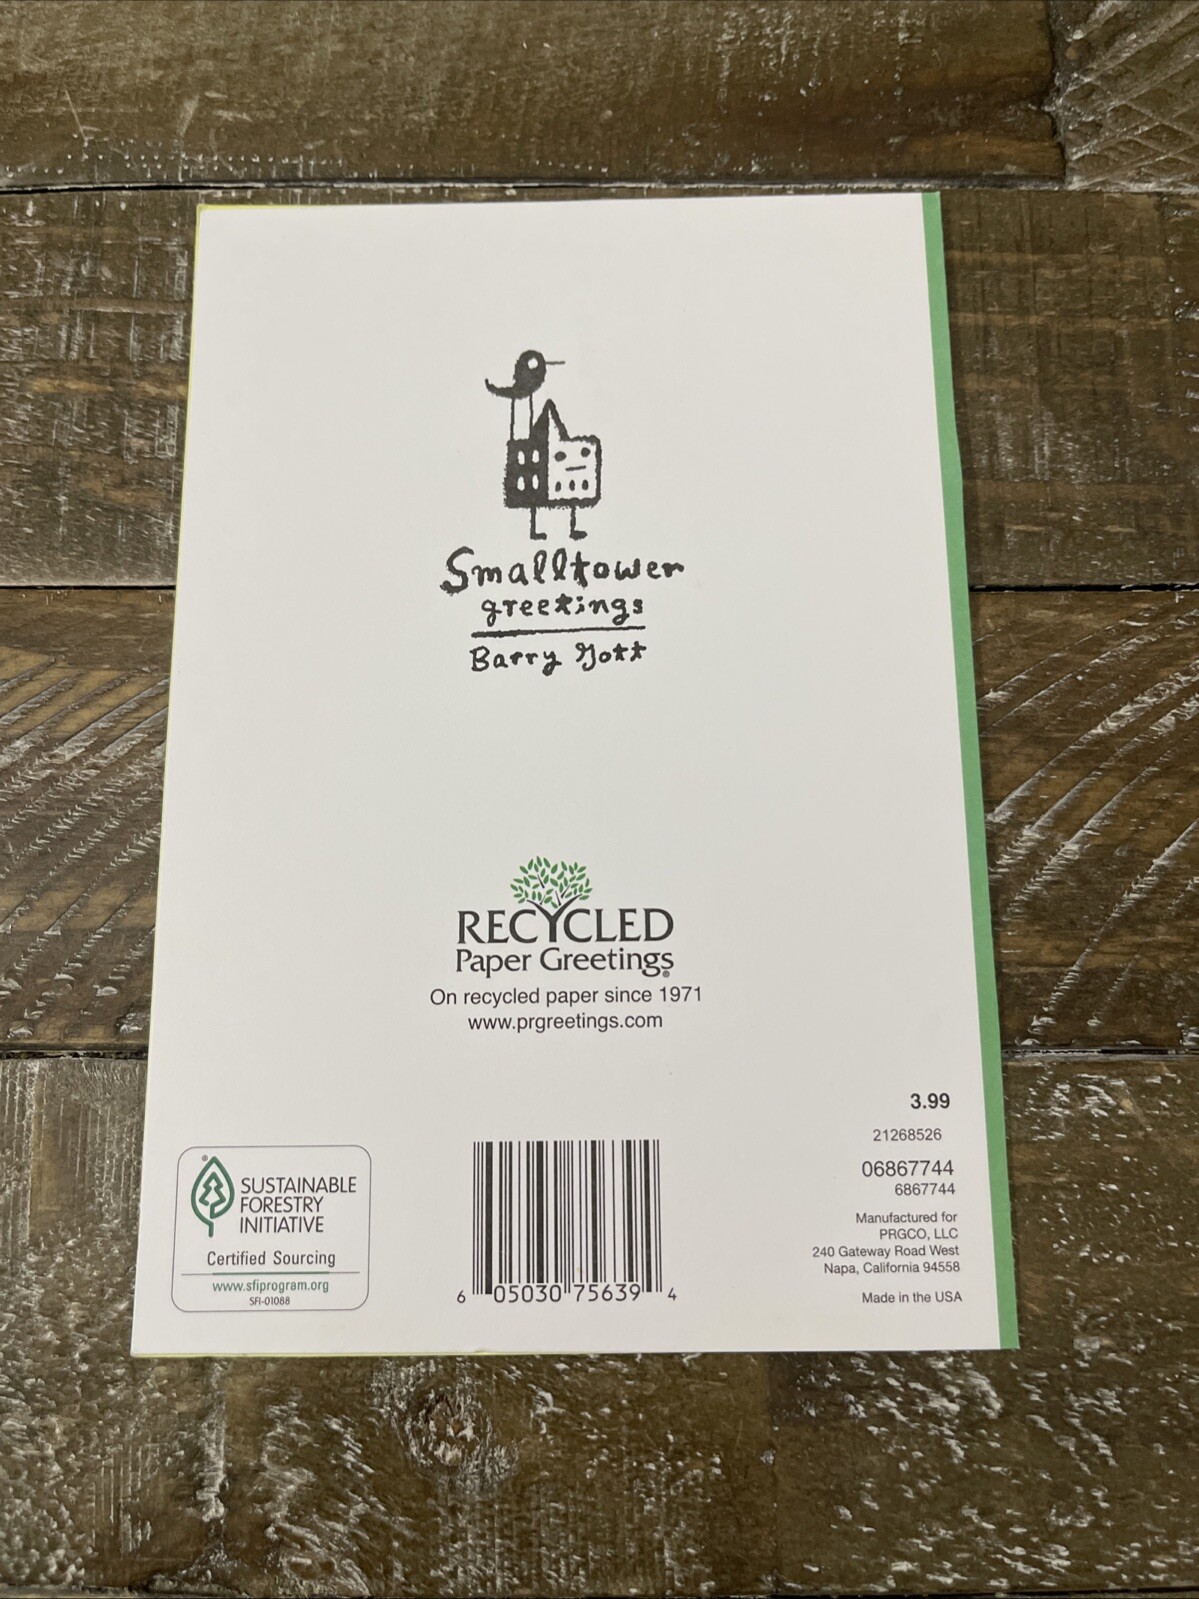 Smalltower
greetings
Barry Gott
RECYCLED
Paper Greetings®
On recycled paper since 1971
www.prgreetings.com
3.99
21268526
06867744
6867744
Manufactured for
PRGCO, LLC
240 Gateway Road West
Napa, California 94558
Made in the USA
®
SUSTAINABLE
FORESTRY
INITIATIVE
Certified Sourcing
www.sfiprogram.org
SFI-01088
6 05030 75639 4